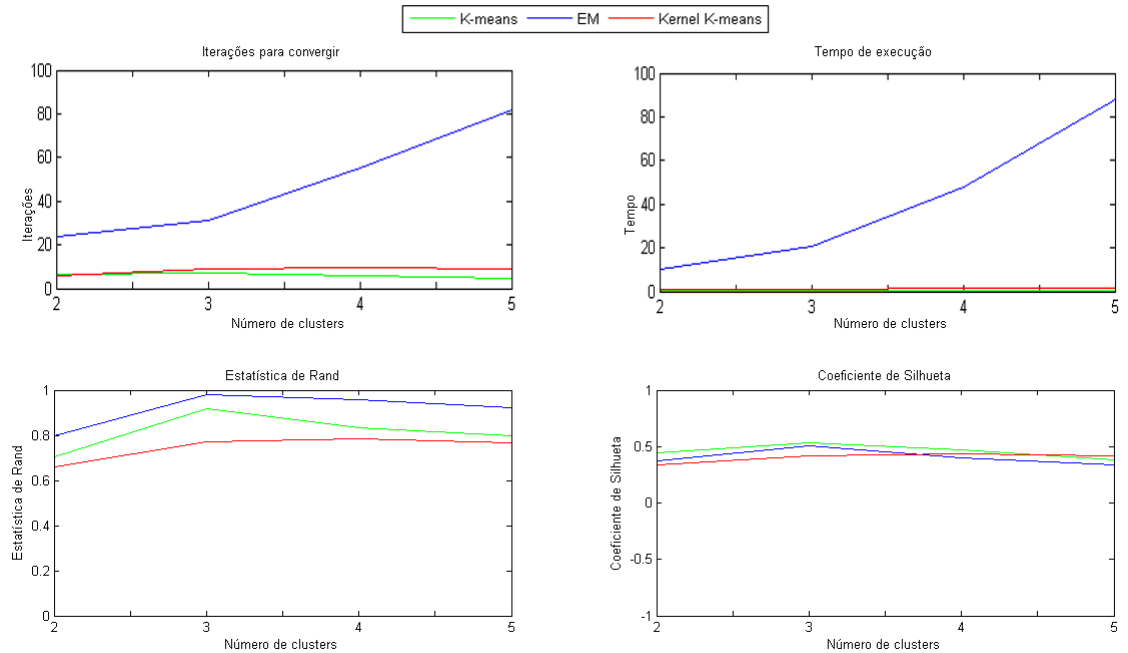 K-means EM Kernel K-means
Iterações para convergir
100
80
60
40
20
0
Iterações
2 3 4 5
Número de clusters
Tempo de execução
100
80
60
40
20
0
Tempo
2 3 4 5
Número de clusters
Estatística de Rand
1
0.8
0.6
0.4
0.2
0
Estatística de Rand
2 3 4 5
Número de clusters
Coeficiente de Silhueta
1
0.5
0
-0.5
-1
Coeficiente de Silhueta
2 3 4 5
Número de clusters